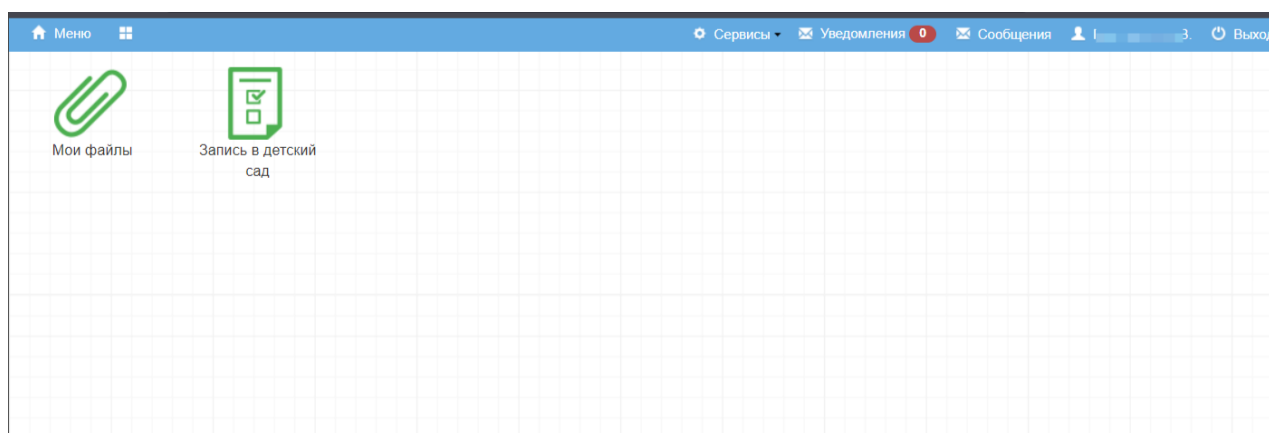 Меню
Сервисы
Уведомления 0
Сообщения
Выход
Мои файлы
Запись в детский
сад